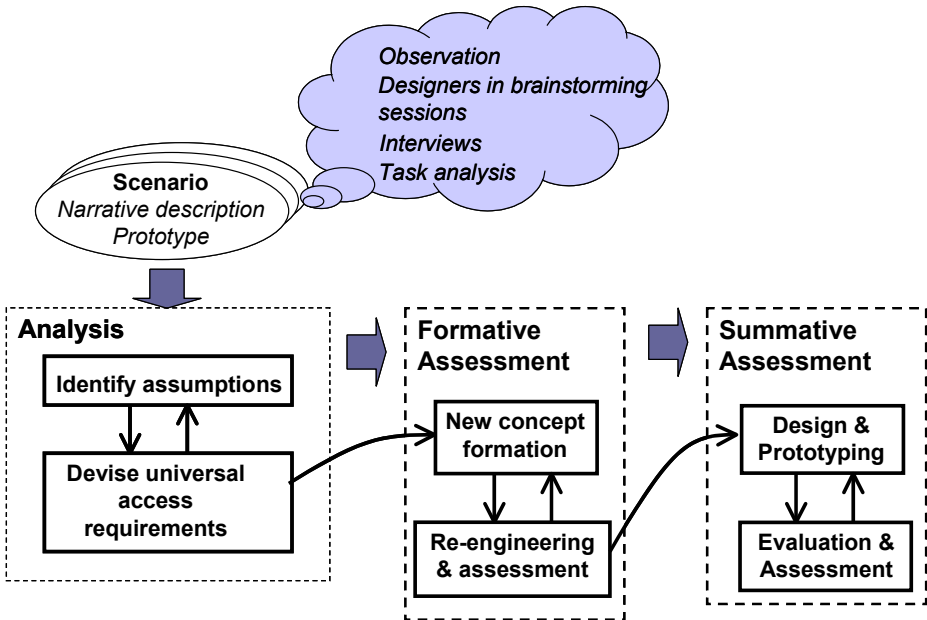 Observation
Designers in brainstorming
sessions
Interviews
Task analysis
Scenario
Narrative description
Prototype
Analysis
Identify assumptions
Devise universal
access
requirements
Formative
Assessment
New concept
formation
Re-engineering
& assessment
Summative
Assessment
Design &
Prototyping
Evaluation &
Assessment